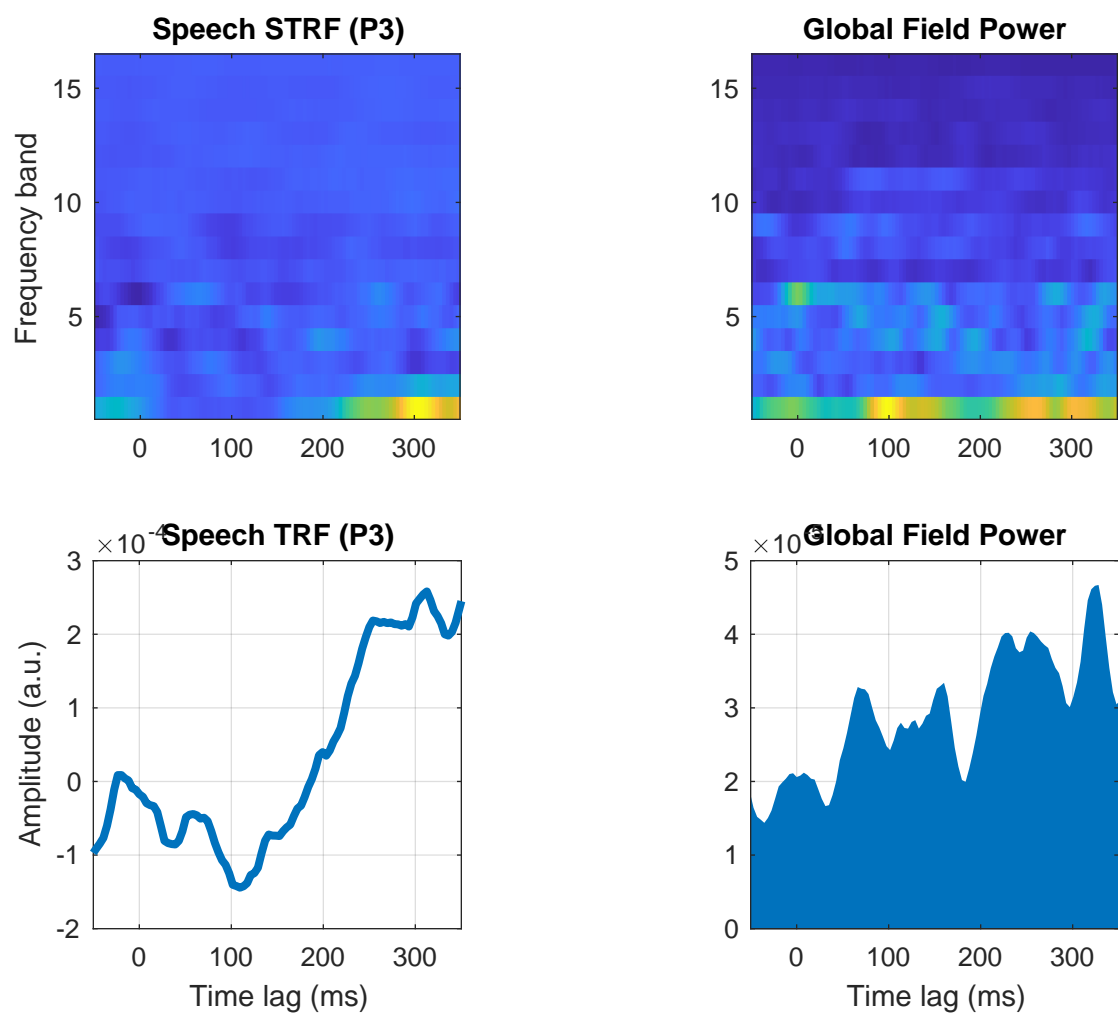 Speech STRF (P3)
Frequency band
15
10
5
0 100 200 300
Global Field Power
15
10
5
0 100 200 300
Speech TRF (P3)
×10-4
Amplitude (a.u.)
3
2
1
0
-1
-2
0 100 200 300
Time lag (ms)
Global Field Power
×10
5
4
3
2
1
0
0 100 200 300
Time lag (ms)